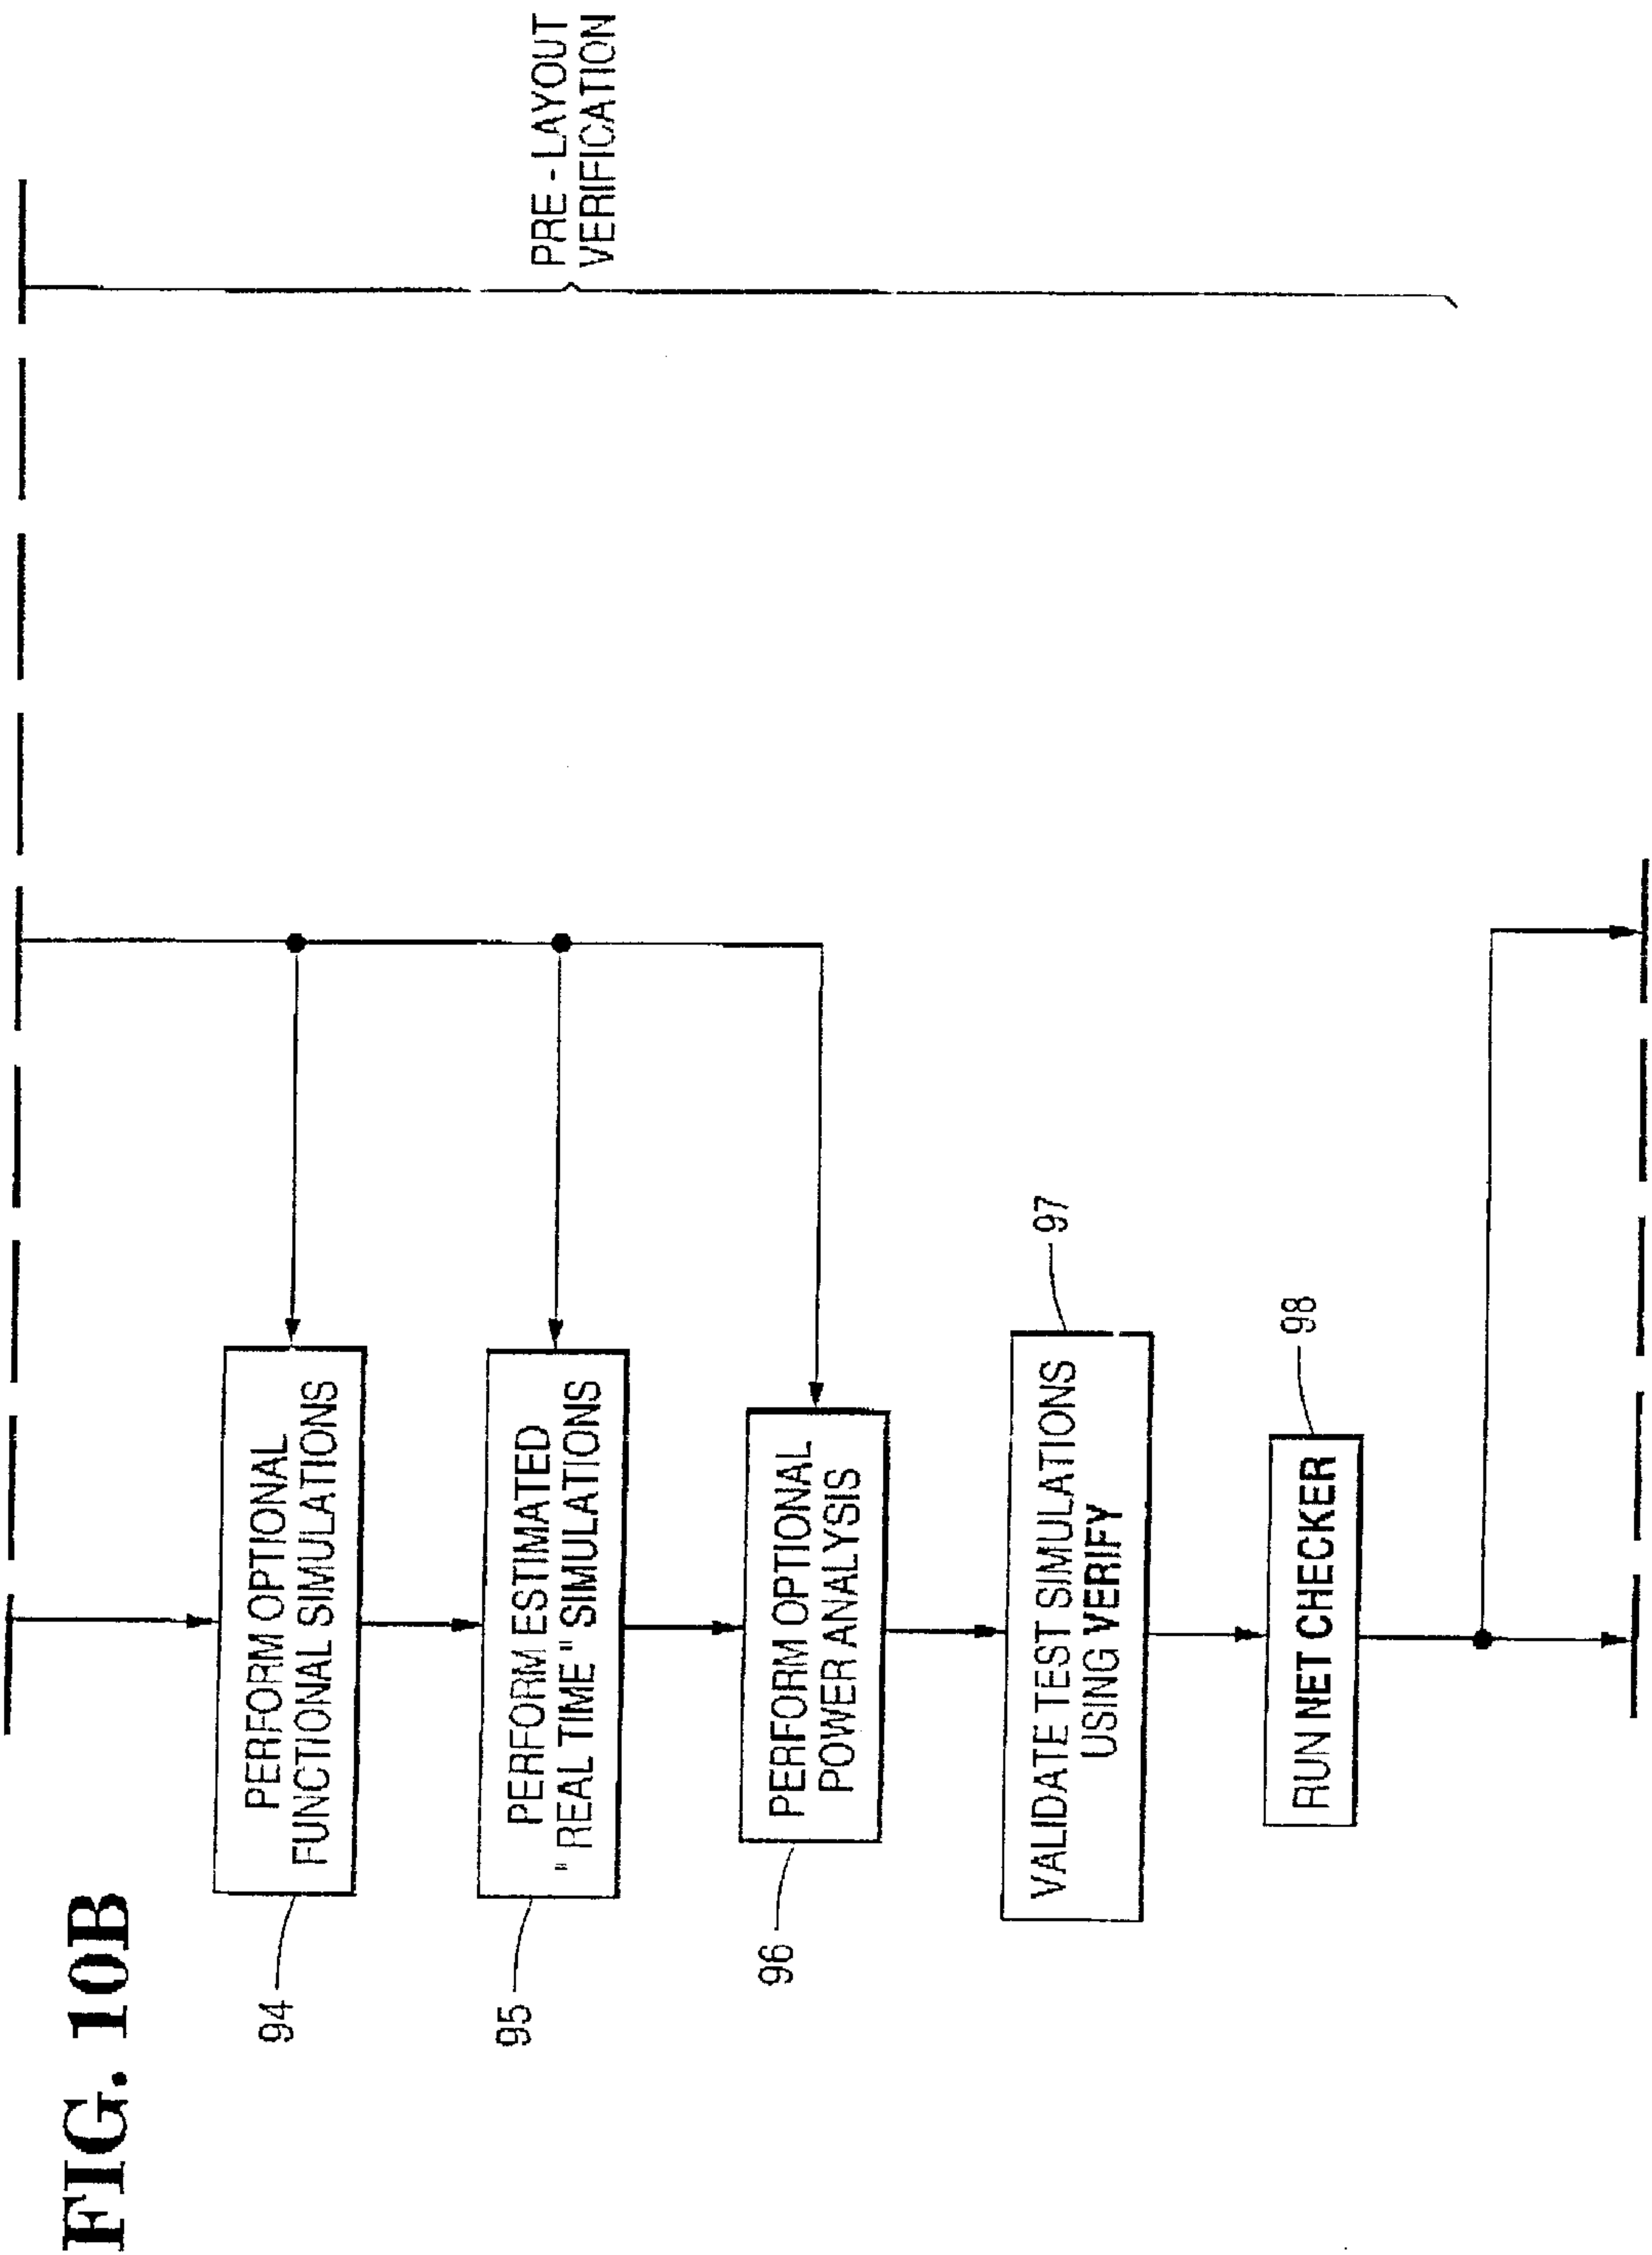 FIG. 10B
PRE - LAYOUT
VERIFICATION
94
PERFORM OPTIONAL
FUNCTIONAL SIMULATIONS
95
PERFORM ESTIMATED
"REAL TIME" SIMULATIONS
96
PERFORM OPTIONAL
POWER ANALYSIS
97
VALIDATE TEST SIMULATIONS
USING VERIFY
98
RUN NET CHECKER